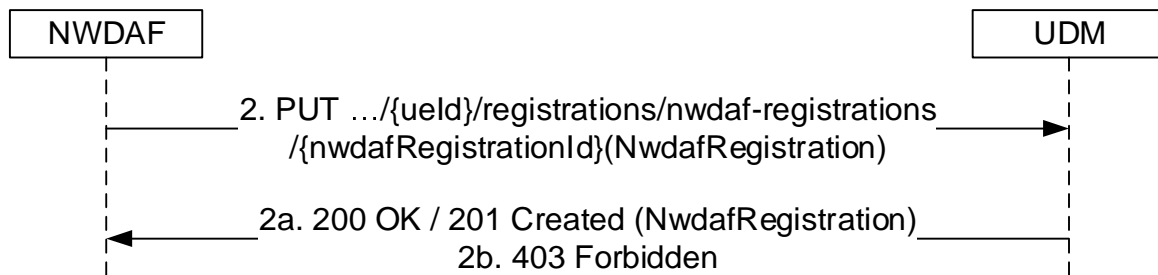 NWDAF
UDM
2. PUT …/{ueId}/registrations/nwdaf-registrations
/{nwdafRegistrationId}(NwdafRegistration)
2a. 200 OK / 201 Created (NwdafRegistration)
2b. 403 Forbidden